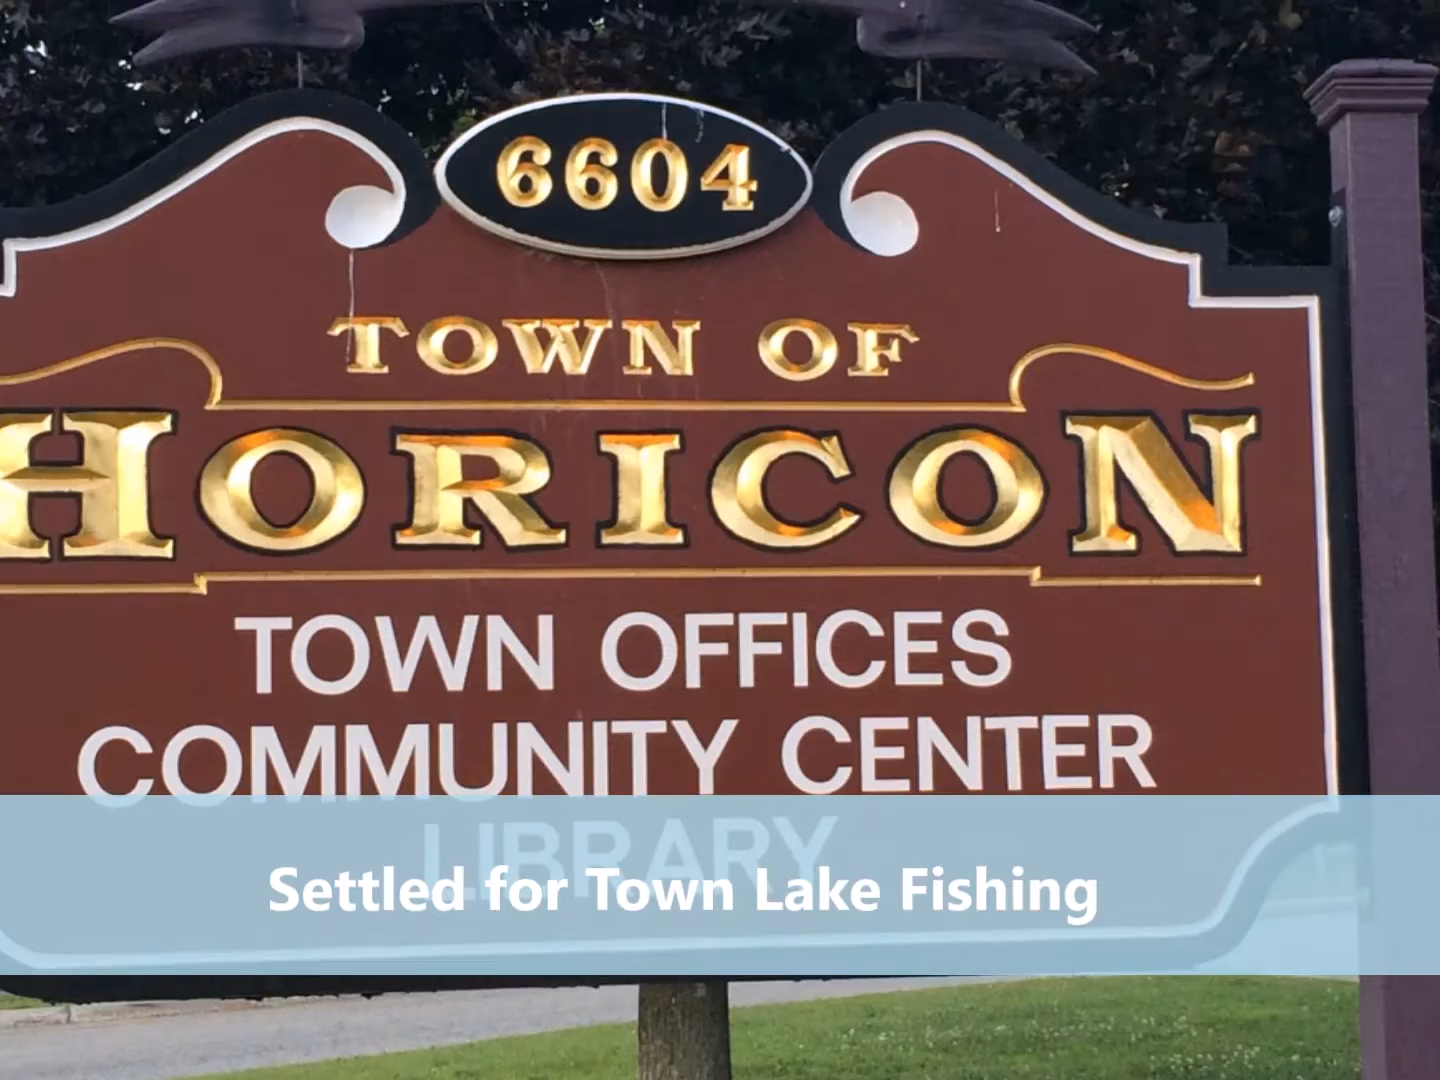 6604
TOWN OF
HORICON
TOWN OFFICES
COMMUNITY CENTER
LIBRARY
Settled for Town Lake Fishing